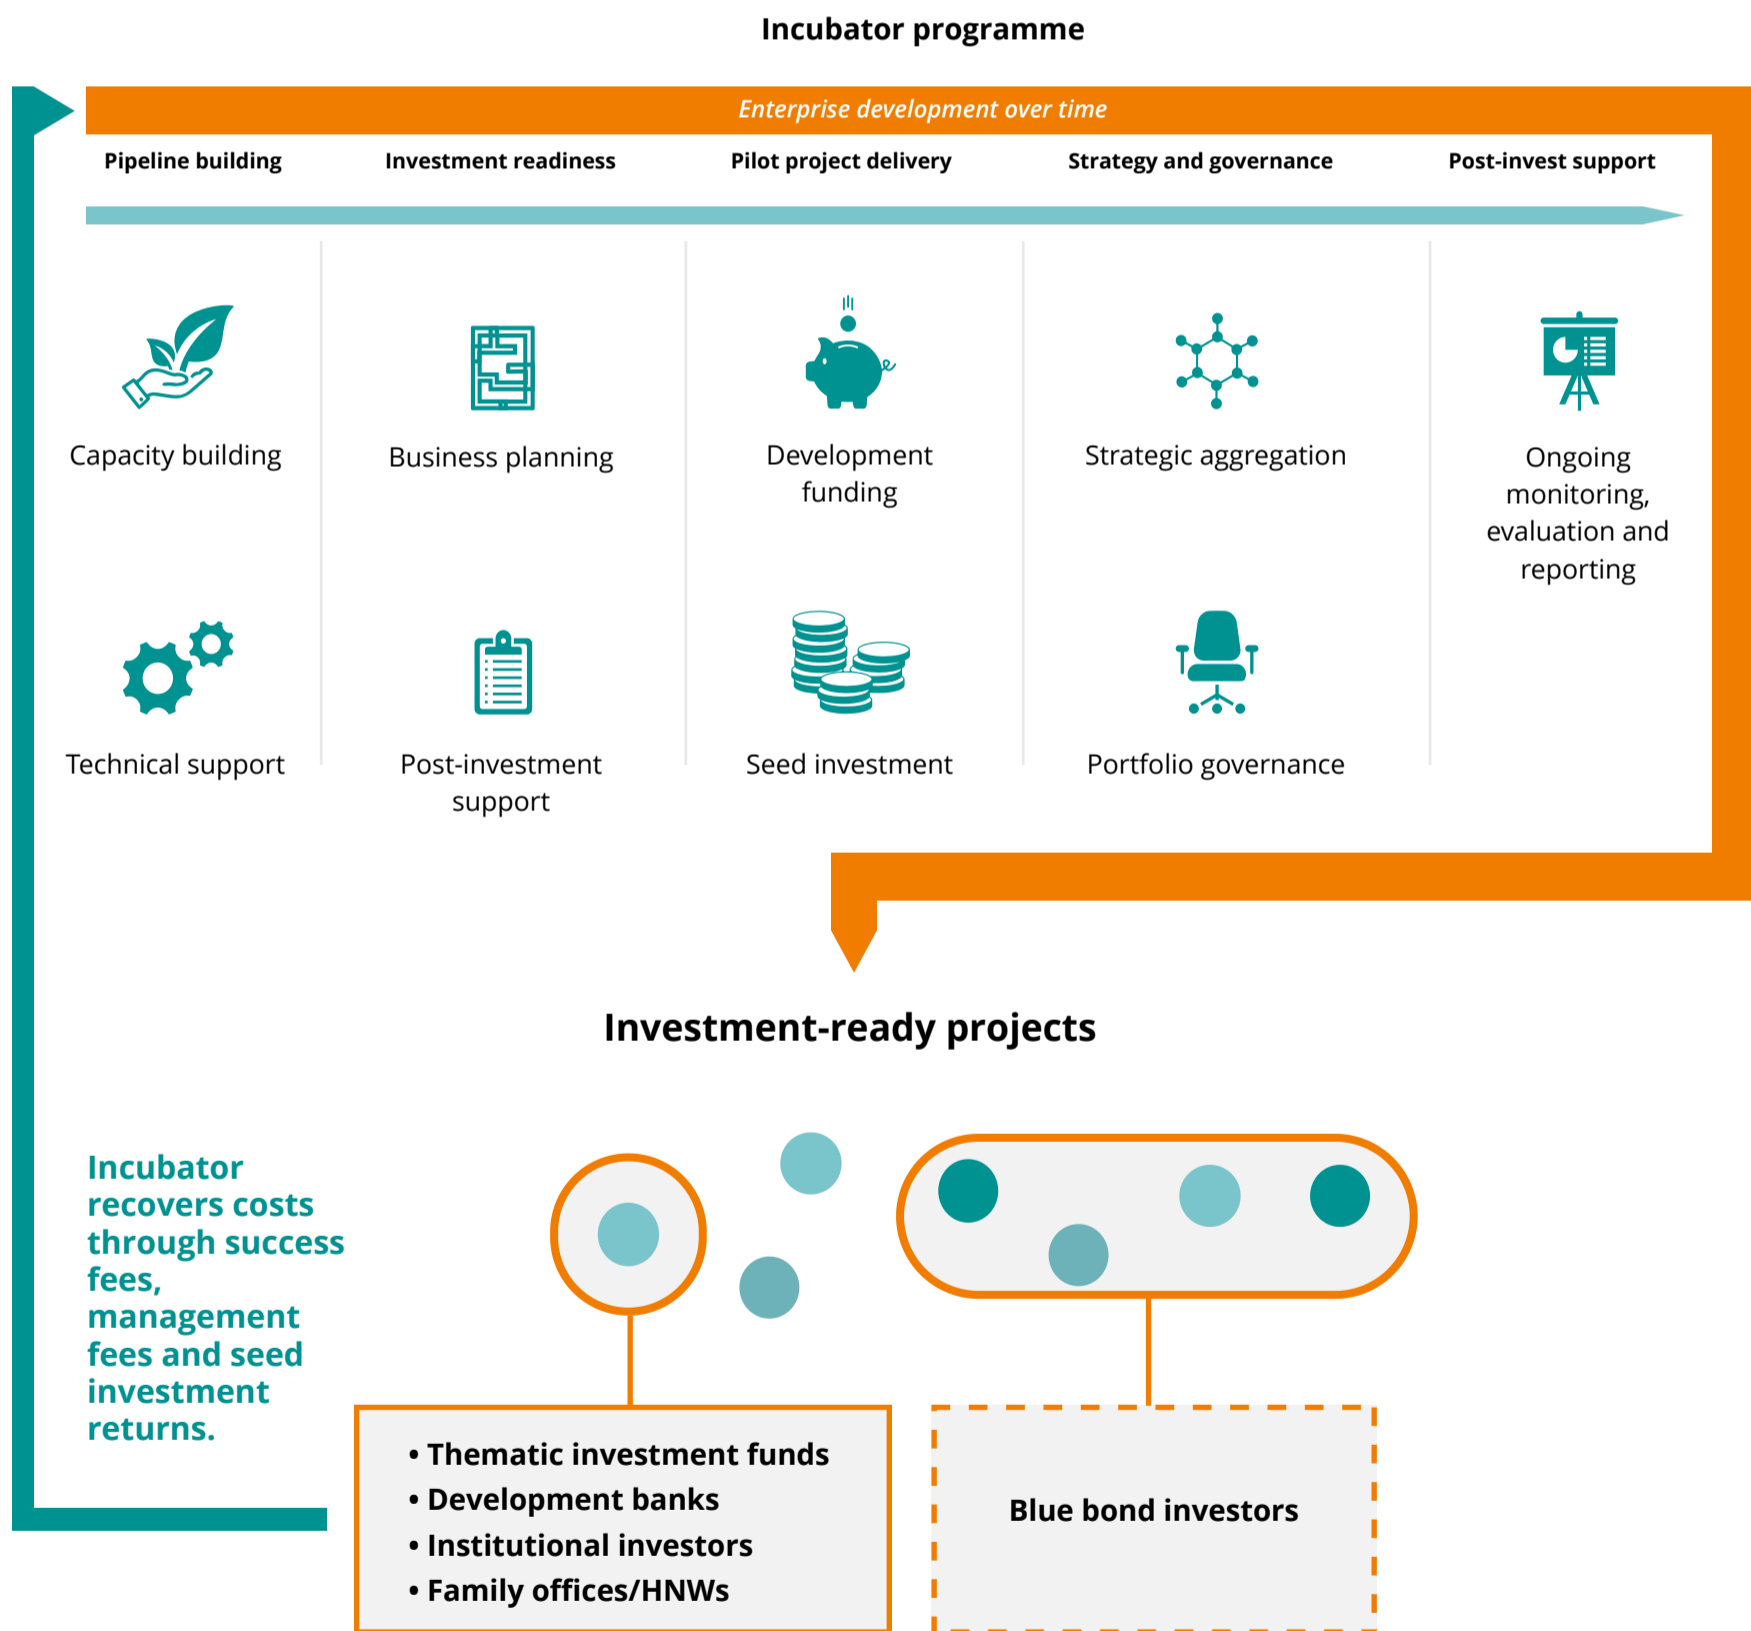 Incubator programme
Enterprise development over time
Pipeline building
Investment readiness
Pilot project delivery
Strategy and governance
Post-invest support
Capacity building
Business planning
Development
funding
Strategic aggregation
Ongoing
monitoring,
evaluation and
reporting
Technical support
Post-investment
support
Seed investment
Portfolio governance
Investment-ready projects
Incubator
recovers costs
through success
fees,
management
fees and seed
investment
returns.
• Thematic investment funds
• Development banks
• Institutional investors
• Family offices/HNWs
Blue bond investors